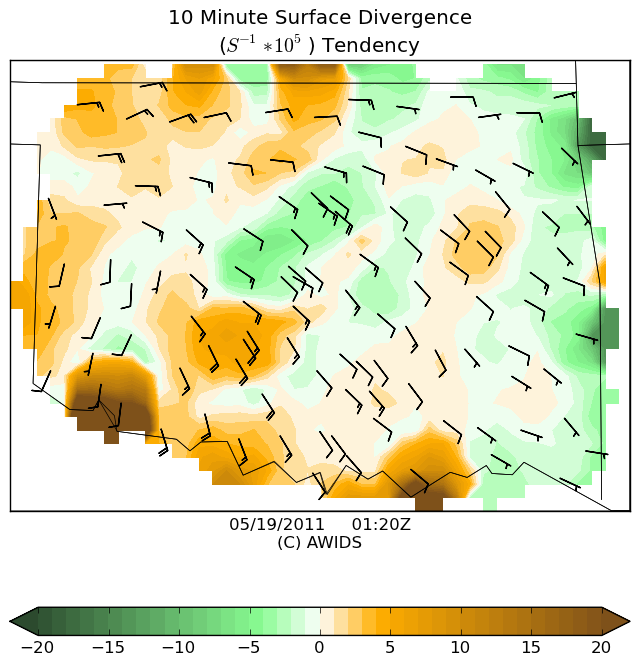 10 Minute Surface Divergence
(S⁻¹ * 10⁵ ) Tendency
05/19/2011 01:20Z
(C) AWIDS
−20 −15 −10 −5 0 5 10 15 20